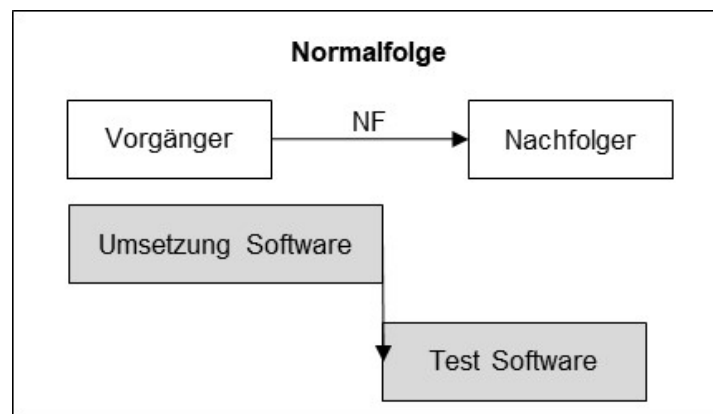 Normalfolge
Vorgänger
NF
Nachfolger
Umsetzung Software
Test Software